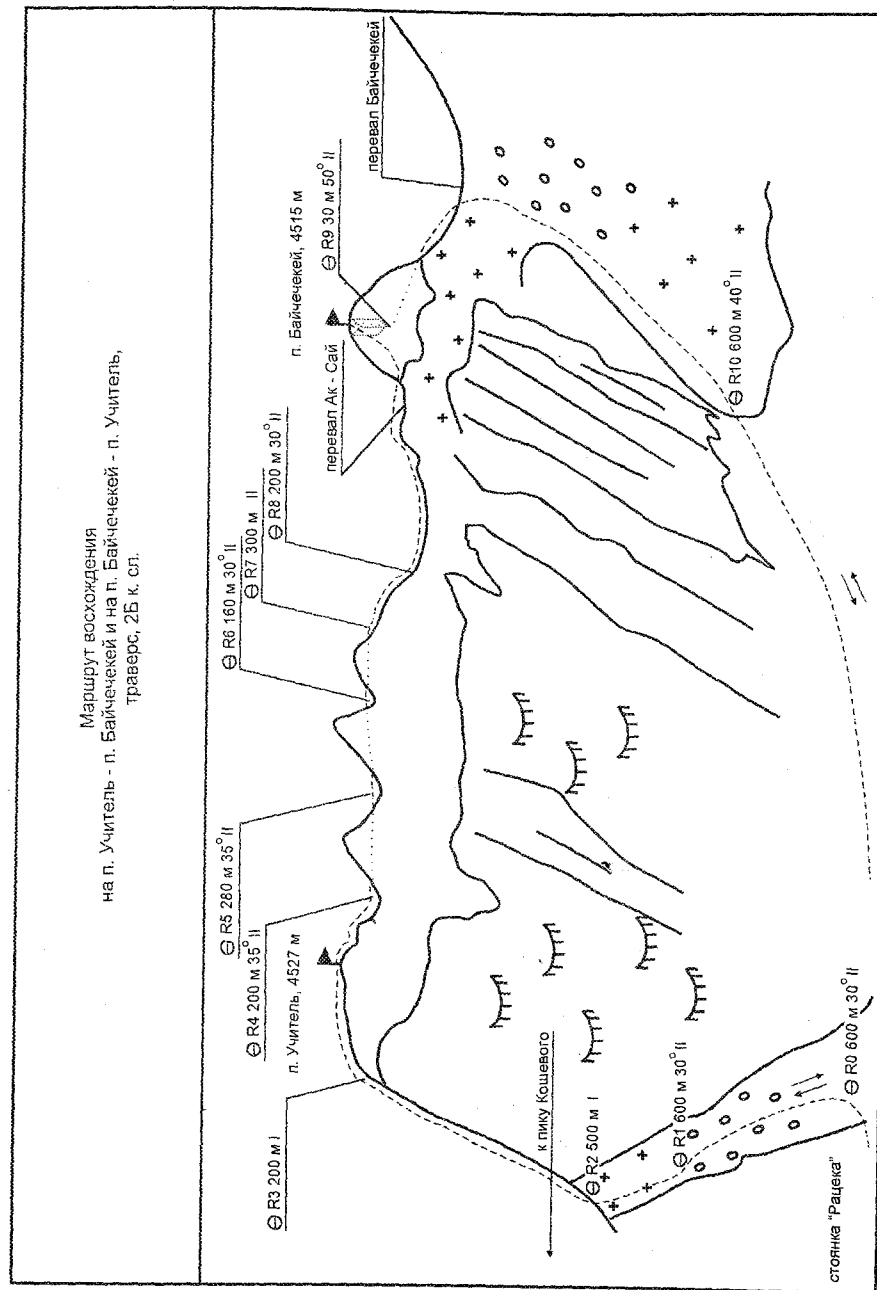 Маршрут восхождения
на п. Учитель - п. Байчечекей и на п. Байчечекей - п. Учитель,
траверс, 2Б к. сл.
R3 200 м I
R4 200 м 35° II
п. Учитель, 4527 м
R5 280 м 35° II
R6 160 м 30° II
R7 300 м II
R8 200 м 30° II
перевал Ак - Сай
п. Байчечекей, 4515 м
R9 30 м 50° II
перевал Байчечекей
к пику Кошевого
R2 500 м I
R1 600 м 30° II
R0 600 м 30° II
R10 600 м 40° II
стоянка "Рацека"